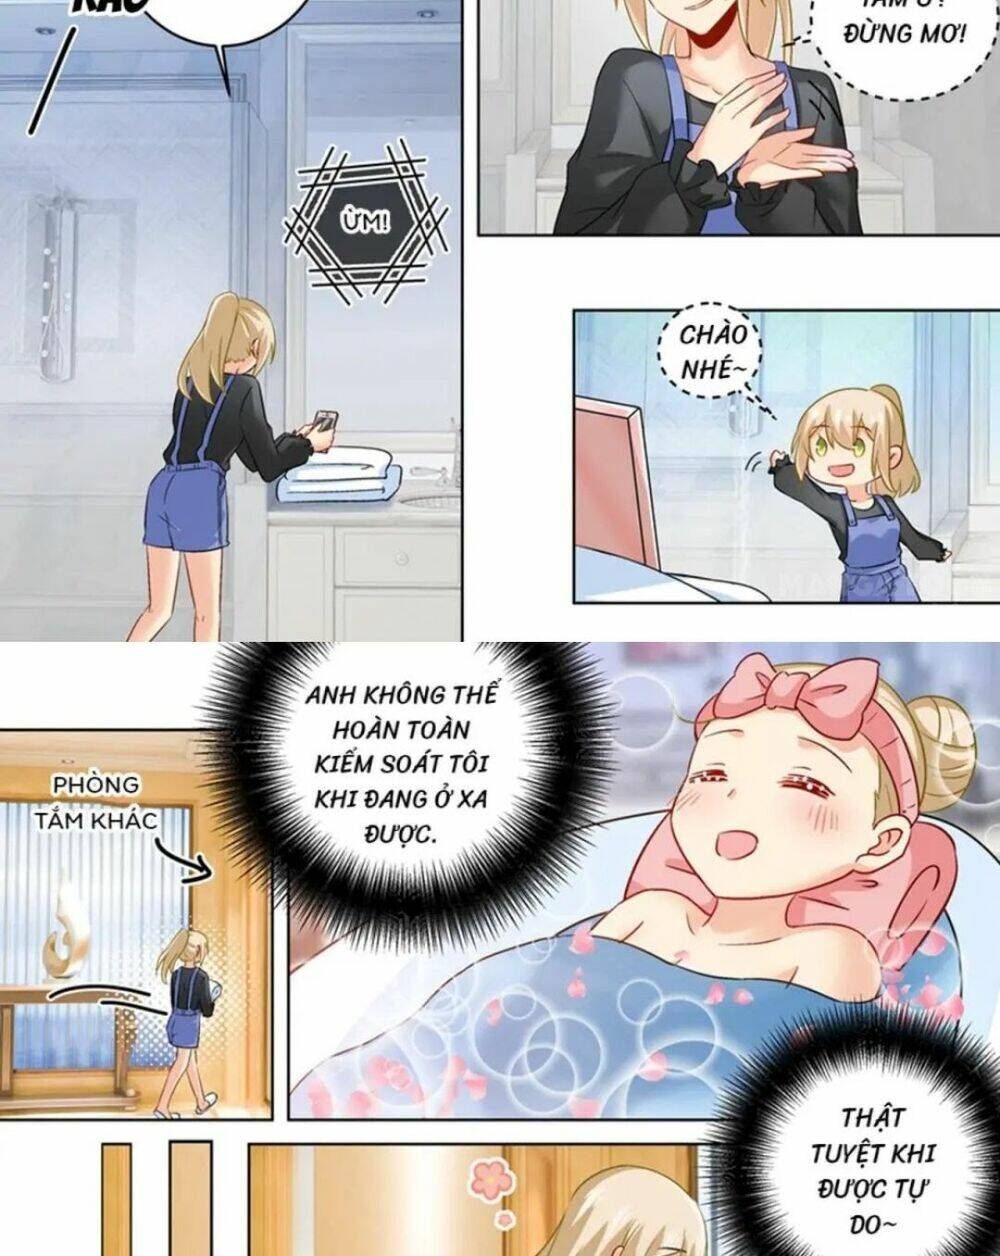 ĐỪNG MƠ!
ỪM!
CHÀO
NHÉ~
ANH KHÔNG THỂ
HOÀN TOÀN
KIỂM SOÁT TÔI
KHI ĐANG Ở XA
ĐƯỢC.
PHÒNG
TẮM KHÁC
THẬT
TUYỆT KHI
ĐƯỢC TỰ
DO~